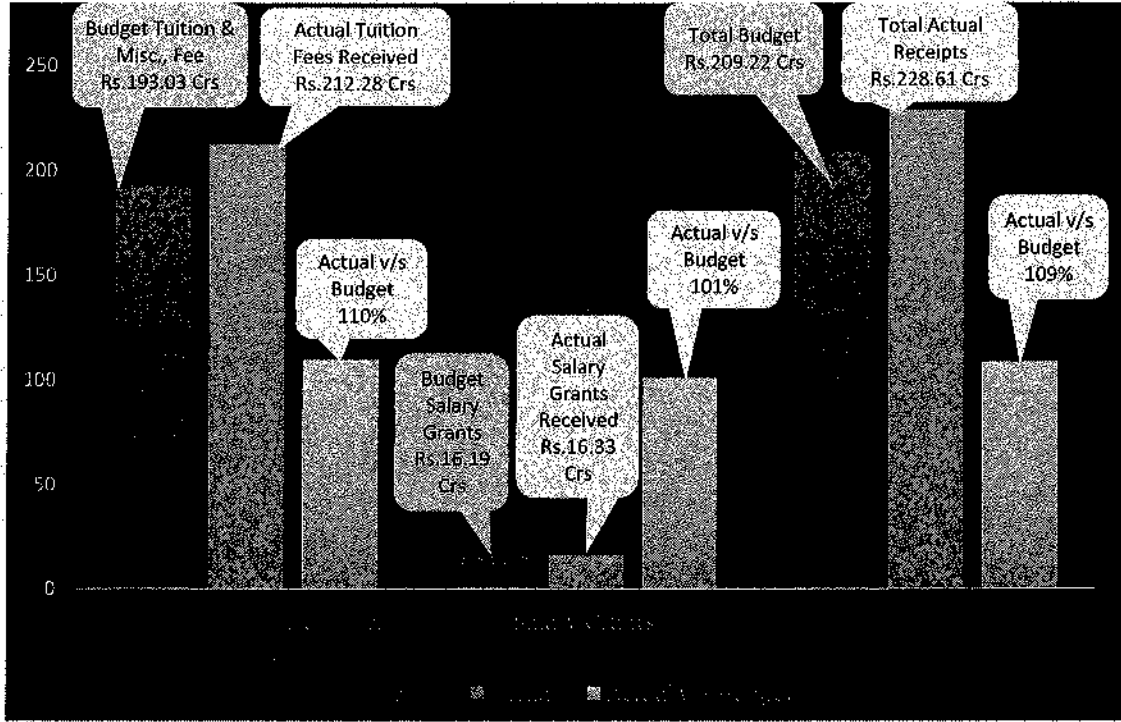 Budget Tuition &
Misc., Fee
Rs.193.03 Crs
Actual Tuition
Fees Received
Rs.212.28 Crs
Total Budget
Rs.209.22 Crs
Total Actual
Receipts
Rs.228.61 Crs
Actual v/s
Budget
110%
Budget
Salary
Grants
Rs.16.19
Crs
Actual
Salary
Grants
Received
Rs.16.33
Crs
Actual v/s
Budget
101%
Actual v/s
Budget
109%
250
200
150
100
50
0